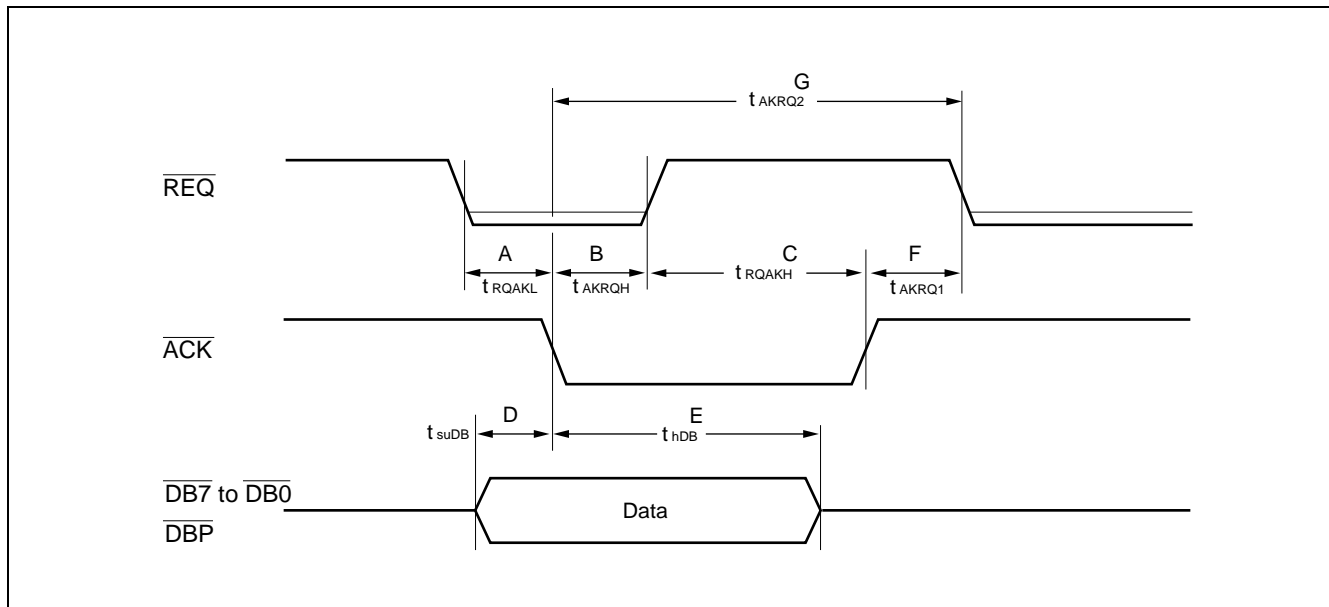 G
t AKRQ2
REQ
A B C F
t RQAKL t AKRQH t RQAKH t AKRQ1
ACK
D E
t suDB t hDB
DB7 to DB0
Data
DBP